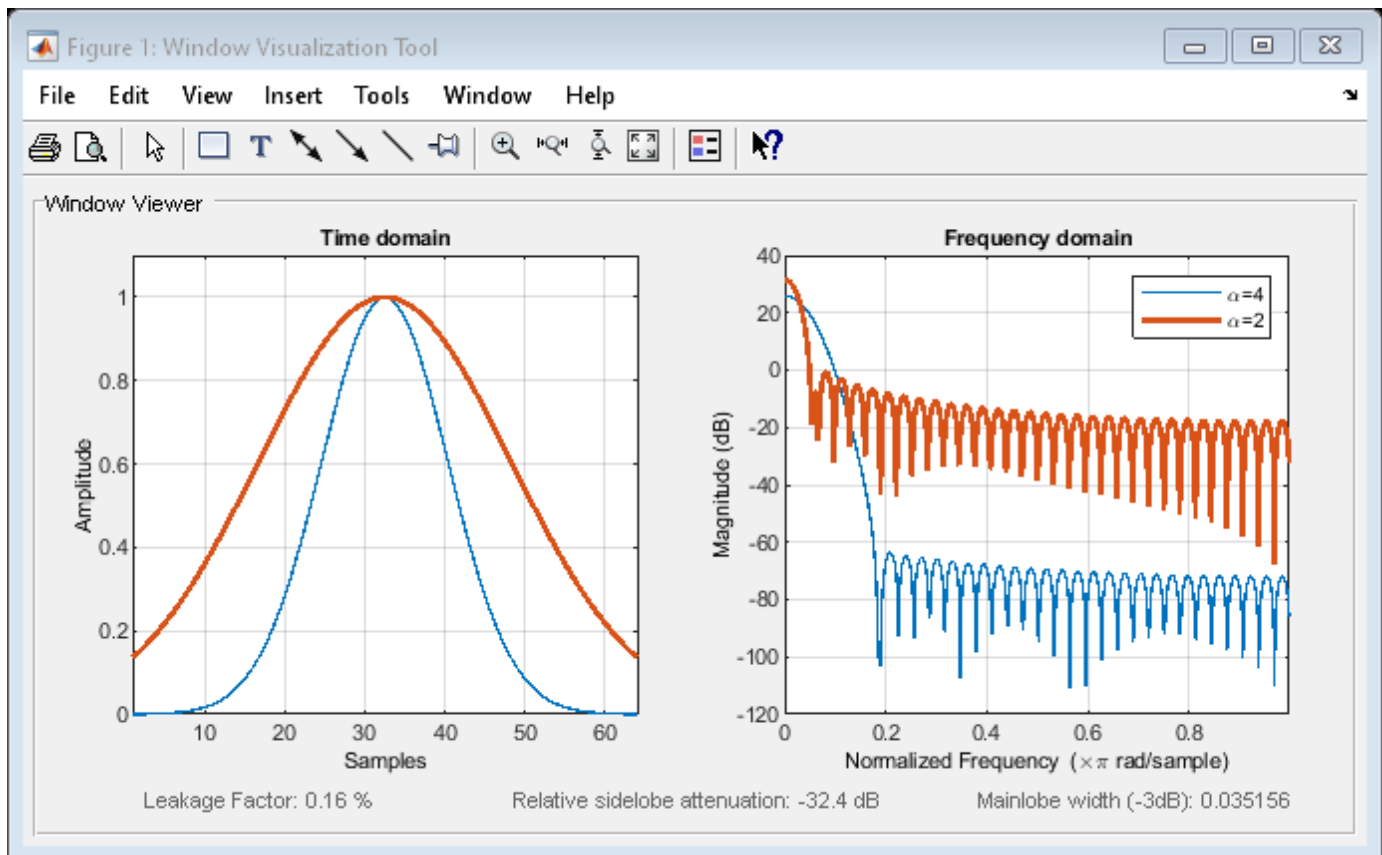 Figure 1: Window Visualization Tool
File Edit View Insert Tools Window Help
T
?
Window Viewer
Time domain
1
0.8
0.6
0.4
0.2
0
Amplitude
10 20 30 40 50 60
Samples
Frequency domain
40
20
0
-20
-40
-60
-80
-100
-120
Magnitude (dB)
α=4
α=2
0 0.2 0.4 0.6 0.8
Normalized Frequency (×π rad/sample)
Leakage Factor: 0.16 % Relative sidelobe attenuation: -32.4 dB Mainlobe width (-3dB): 0.035156